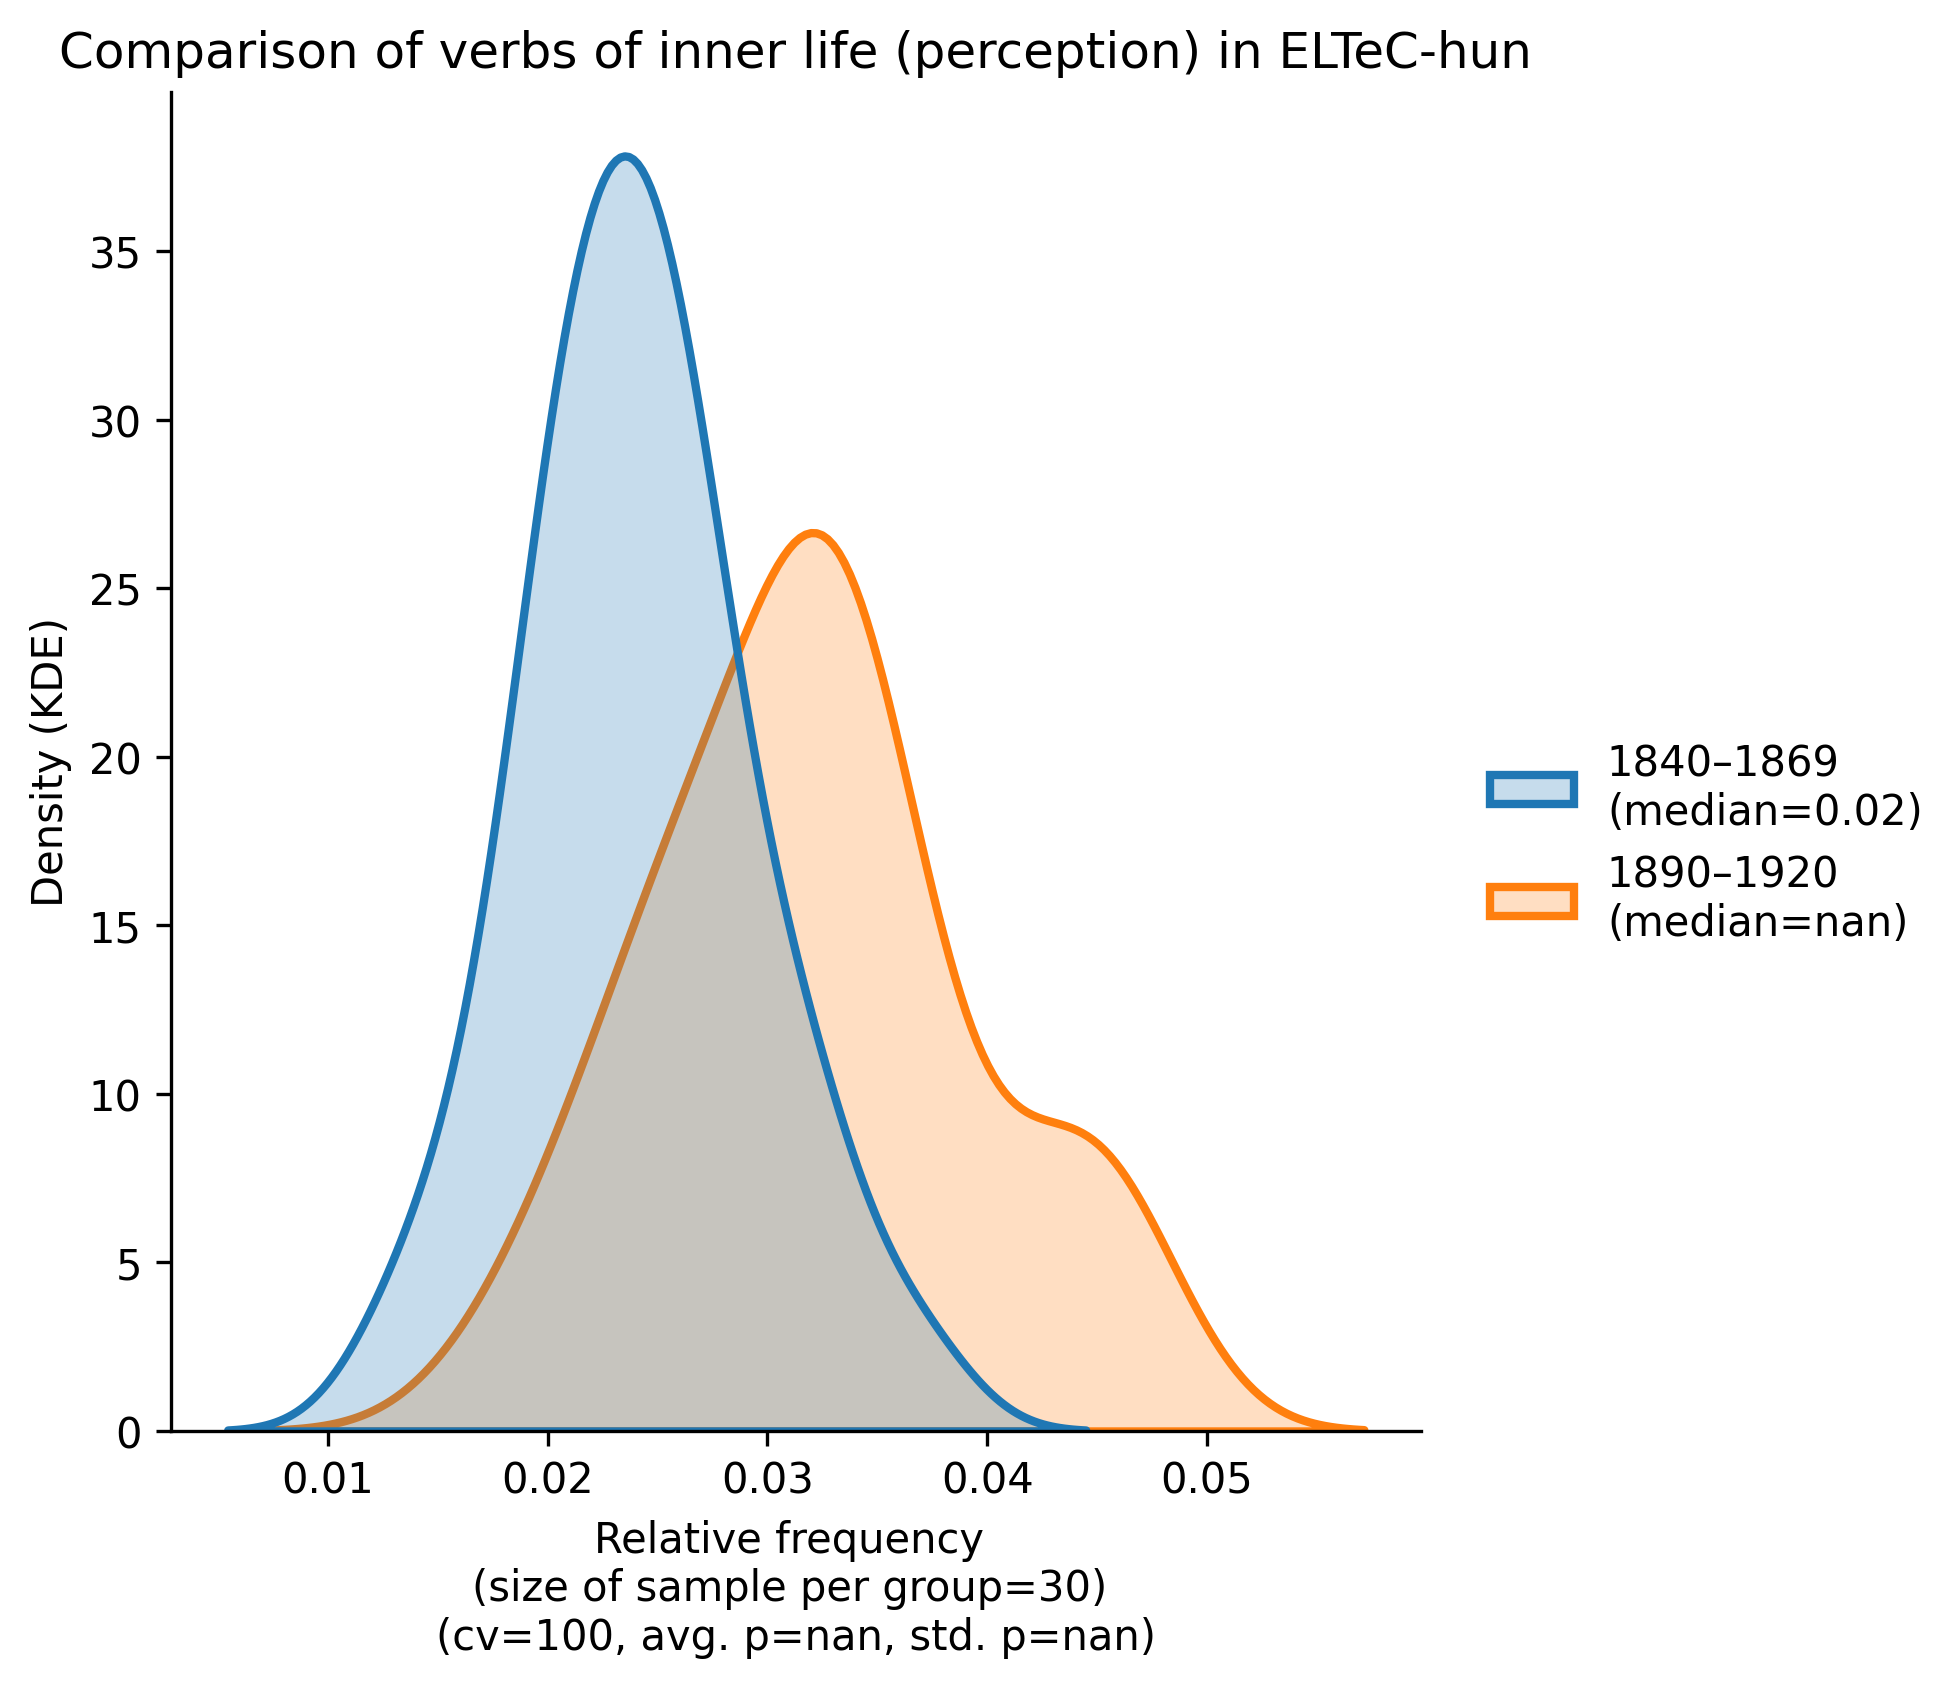 Comparison of verbs of inner life (perception) in ELTeC-hun
Density (KDE)
35
30
25
20
15
10
5
0
0.01 0.02 0.03 0.04 0.05
Relative frequency
(size of sample per group=30)
(cv=100, avg. p=nan, std. p=nan)
1840–1869
(median=0.02)
1890–1920
(median=nan)